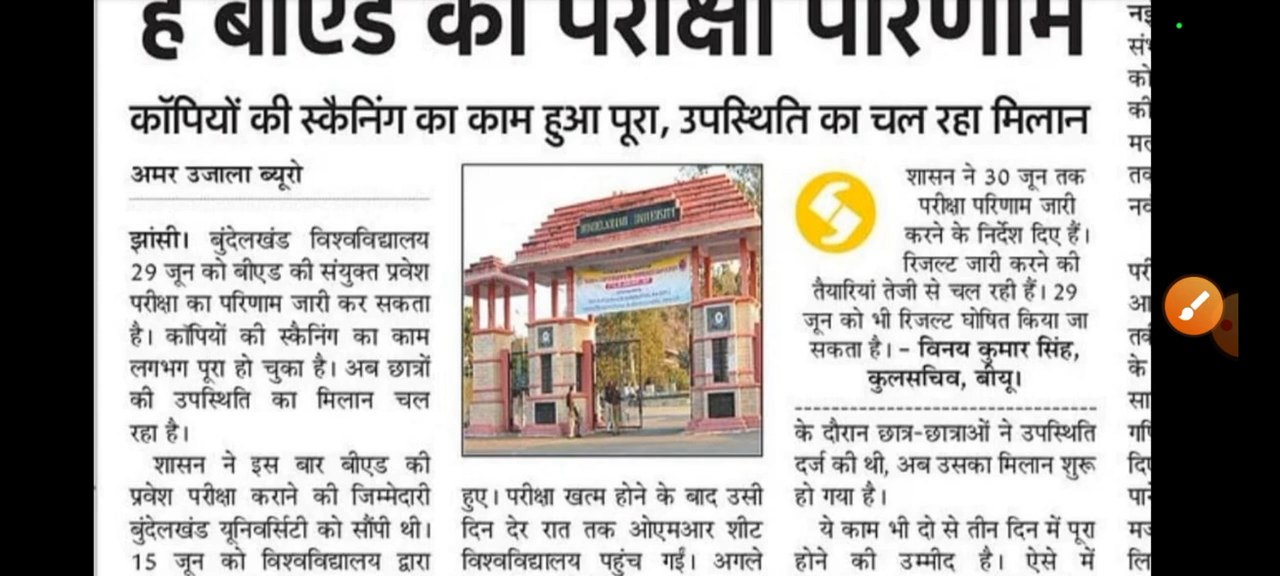 है बीएड का परीक्षा परिणाम
कॉपियों की स्कैनिंग का काम हुआ पूरा, उपस्थिति का चल रहा मिलान
अमर उजाला ब्यूरो
झांसी। बुंदेलखंड विश्वविद्यालय
29 जून को बीएड की संयुक्त प्रवेश
परीक्षा का परिणाम जारी कर सकता
है। कॉपियों की स्कैनिंग का काम
लगभग पूरा हो चुका है। अब छात्रों
की उपस्थिति का मिलान चल
रहा है।
शासन ने इस बार बीएड की
प्रवेश परीक्षा कराने की जिम्मेदारी
बुंदेलखंड यूनिवर्सिटी को सौंपी थी।
15 जून को विश्वविद्यालय द्वारा
BUNDELKHAND UNIVERSITY
हुए। परीक्षा खत्म होने के बाद उसी
दिन देर रात तक ओएमआर शीट
विश्वविद्यालय पहुंच गईं। अगले
शासन ने 30 जून तक
परीक्षा परिणाम जारी
करने के निर्देश दिए हैं।
रिजल्ट जारी करने की
तैयारियां तेजी से चल रही हैं। 29
जून को भी रिजल्ट घोषित किया जा
सकता है। – विनय कुमार सिंह,
कुलसचिव, बीयू।
के दौरान छात्र-छात्राओं ने उपस्थिति
दर्ज की थी, अब उसका मिलान शुरू
हो गया है।
ये काम भी दो से तीन दिन में पूरा
होने की उम्मीद है। ऐसे में